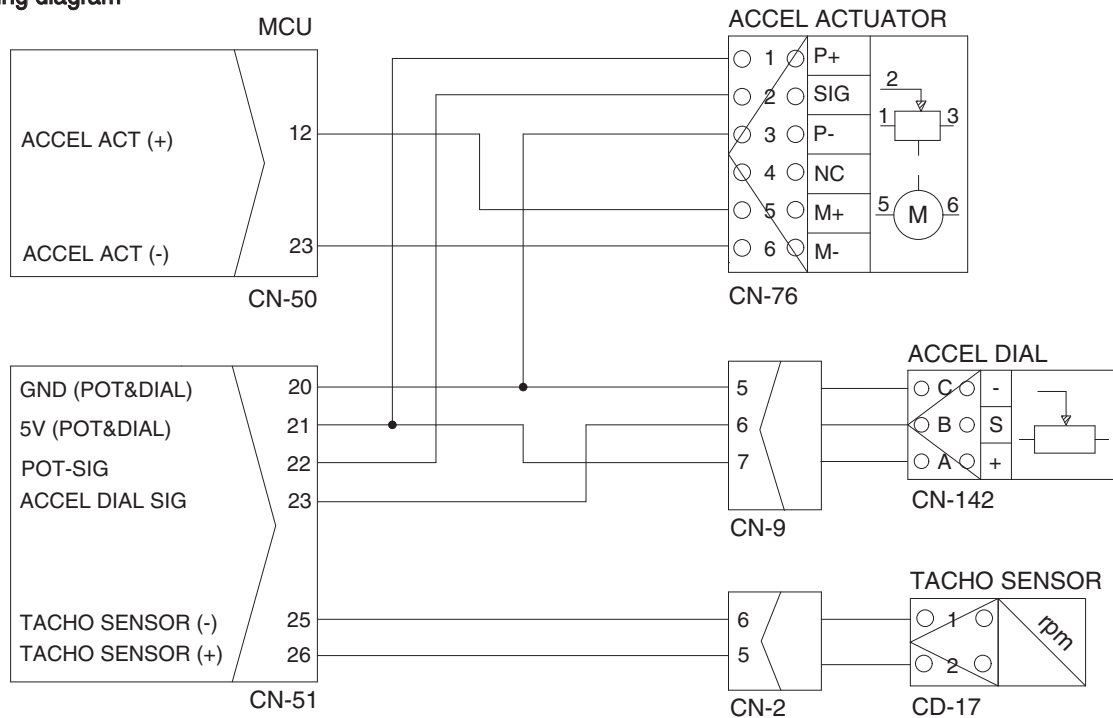 ing diagram
MCU
ACCEL ACT (+)
12
ACCEL ACT (-)
23
CN-50
ACCEL ACTUATOR
1 P+
2 SIG
3 P-
4 NC
5 M+
6 M-
2
1 3
5 M 6
CN-76
GND (POT&DIAL) 20
5V (POT&DIAL) 21
POT-SIG 22
ACCEL DIAL SIG 23
TACHO SENSOR (-) 25
TACHO SENSOR (+) 26
CN-51
5
6
7
CN-9
ACCEL DIAL
C -
B S
A +
CN-142
6
5
CN-2
TACHO SENSOR
1
2
rpm
CD-17